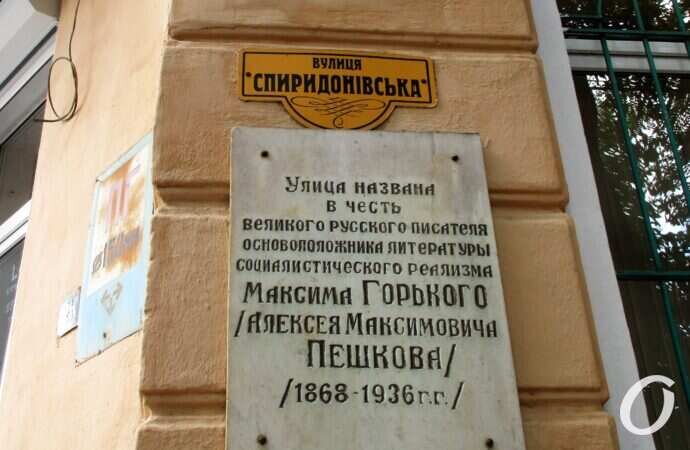 ВУЛИЦЯ
"СПИРИДОНІВСЬКА"
УЛИЦА НАЗВАНА
В ЧЕСТЬ
ВЕЛИКОГО РУССКОГО ПИСАТЕЛЯ
ОСНОВОПОЛОЖНИКА ЛИТЕРАТУРЫ
СОЦИАЛИСТИЧЕСКОГО РЕАЛИЗМА
МАКСИМА ГОРЬКОГО
/АЛЕКСЕЯ МАКСИМОВИЧА
ПЕШКОВА/
/1868-1936 г.г./